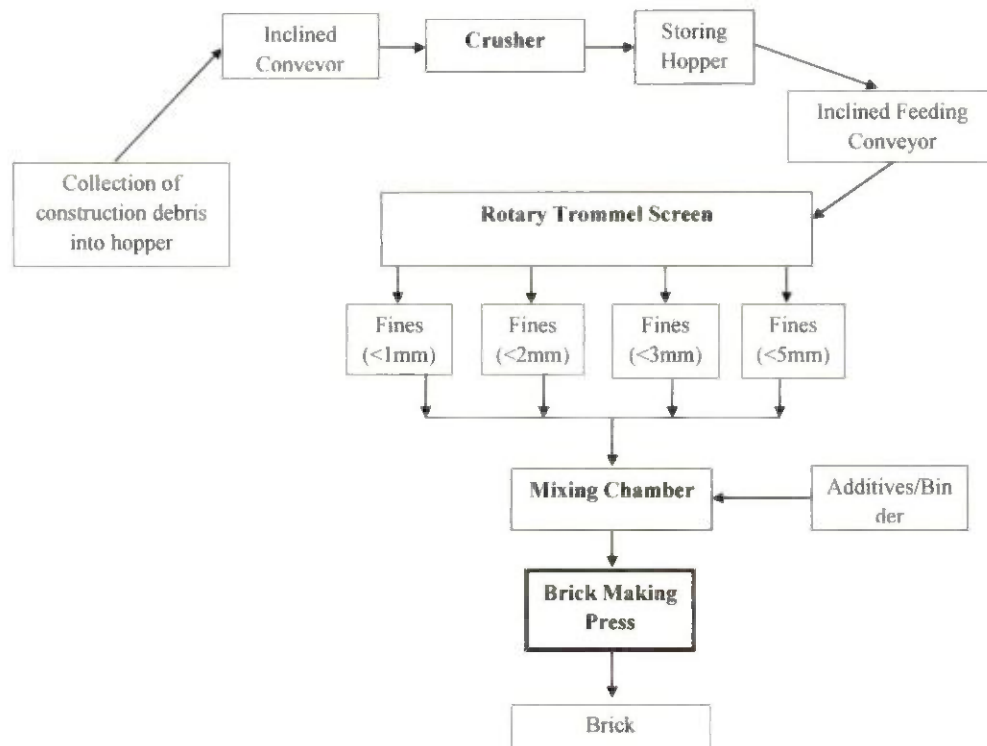 Inclined
Convevor
Crusher
Storing
Hopper
Inclined Feeding
Conveyor
Collection of
construction debris
into hopper
Rotary Trommel Screen
Fines
(<1mm)
Fines
(<2mm)
Fines
(<3mm)
Fines
(<5mm)
Mixing Chamber
Additives/Bin
der
Brick Making
Press
Brick